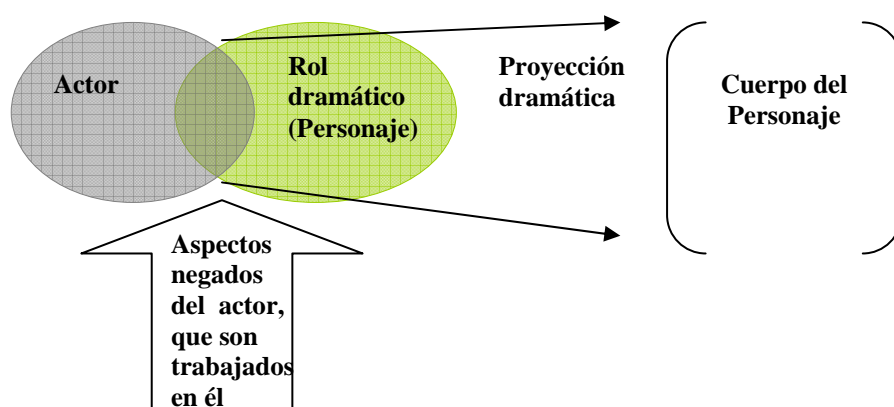 Actor
Rol
dramático
(Personaje)
Proyección
dramática
Cuerpo del
Personaje
Aspectos
negados
del actor,
que son
trabajados
en él